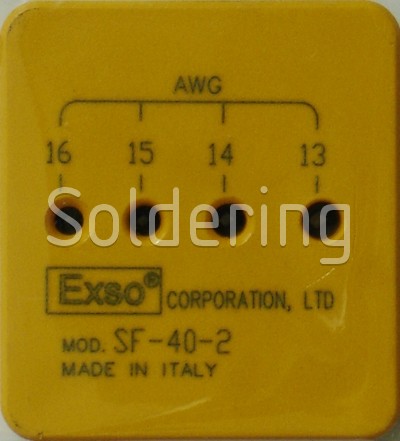 AWG
16 15 14 13
Soldering
Exso® CORPORATION, LTD
MOD. SF-40-2
MADE IN ITALY